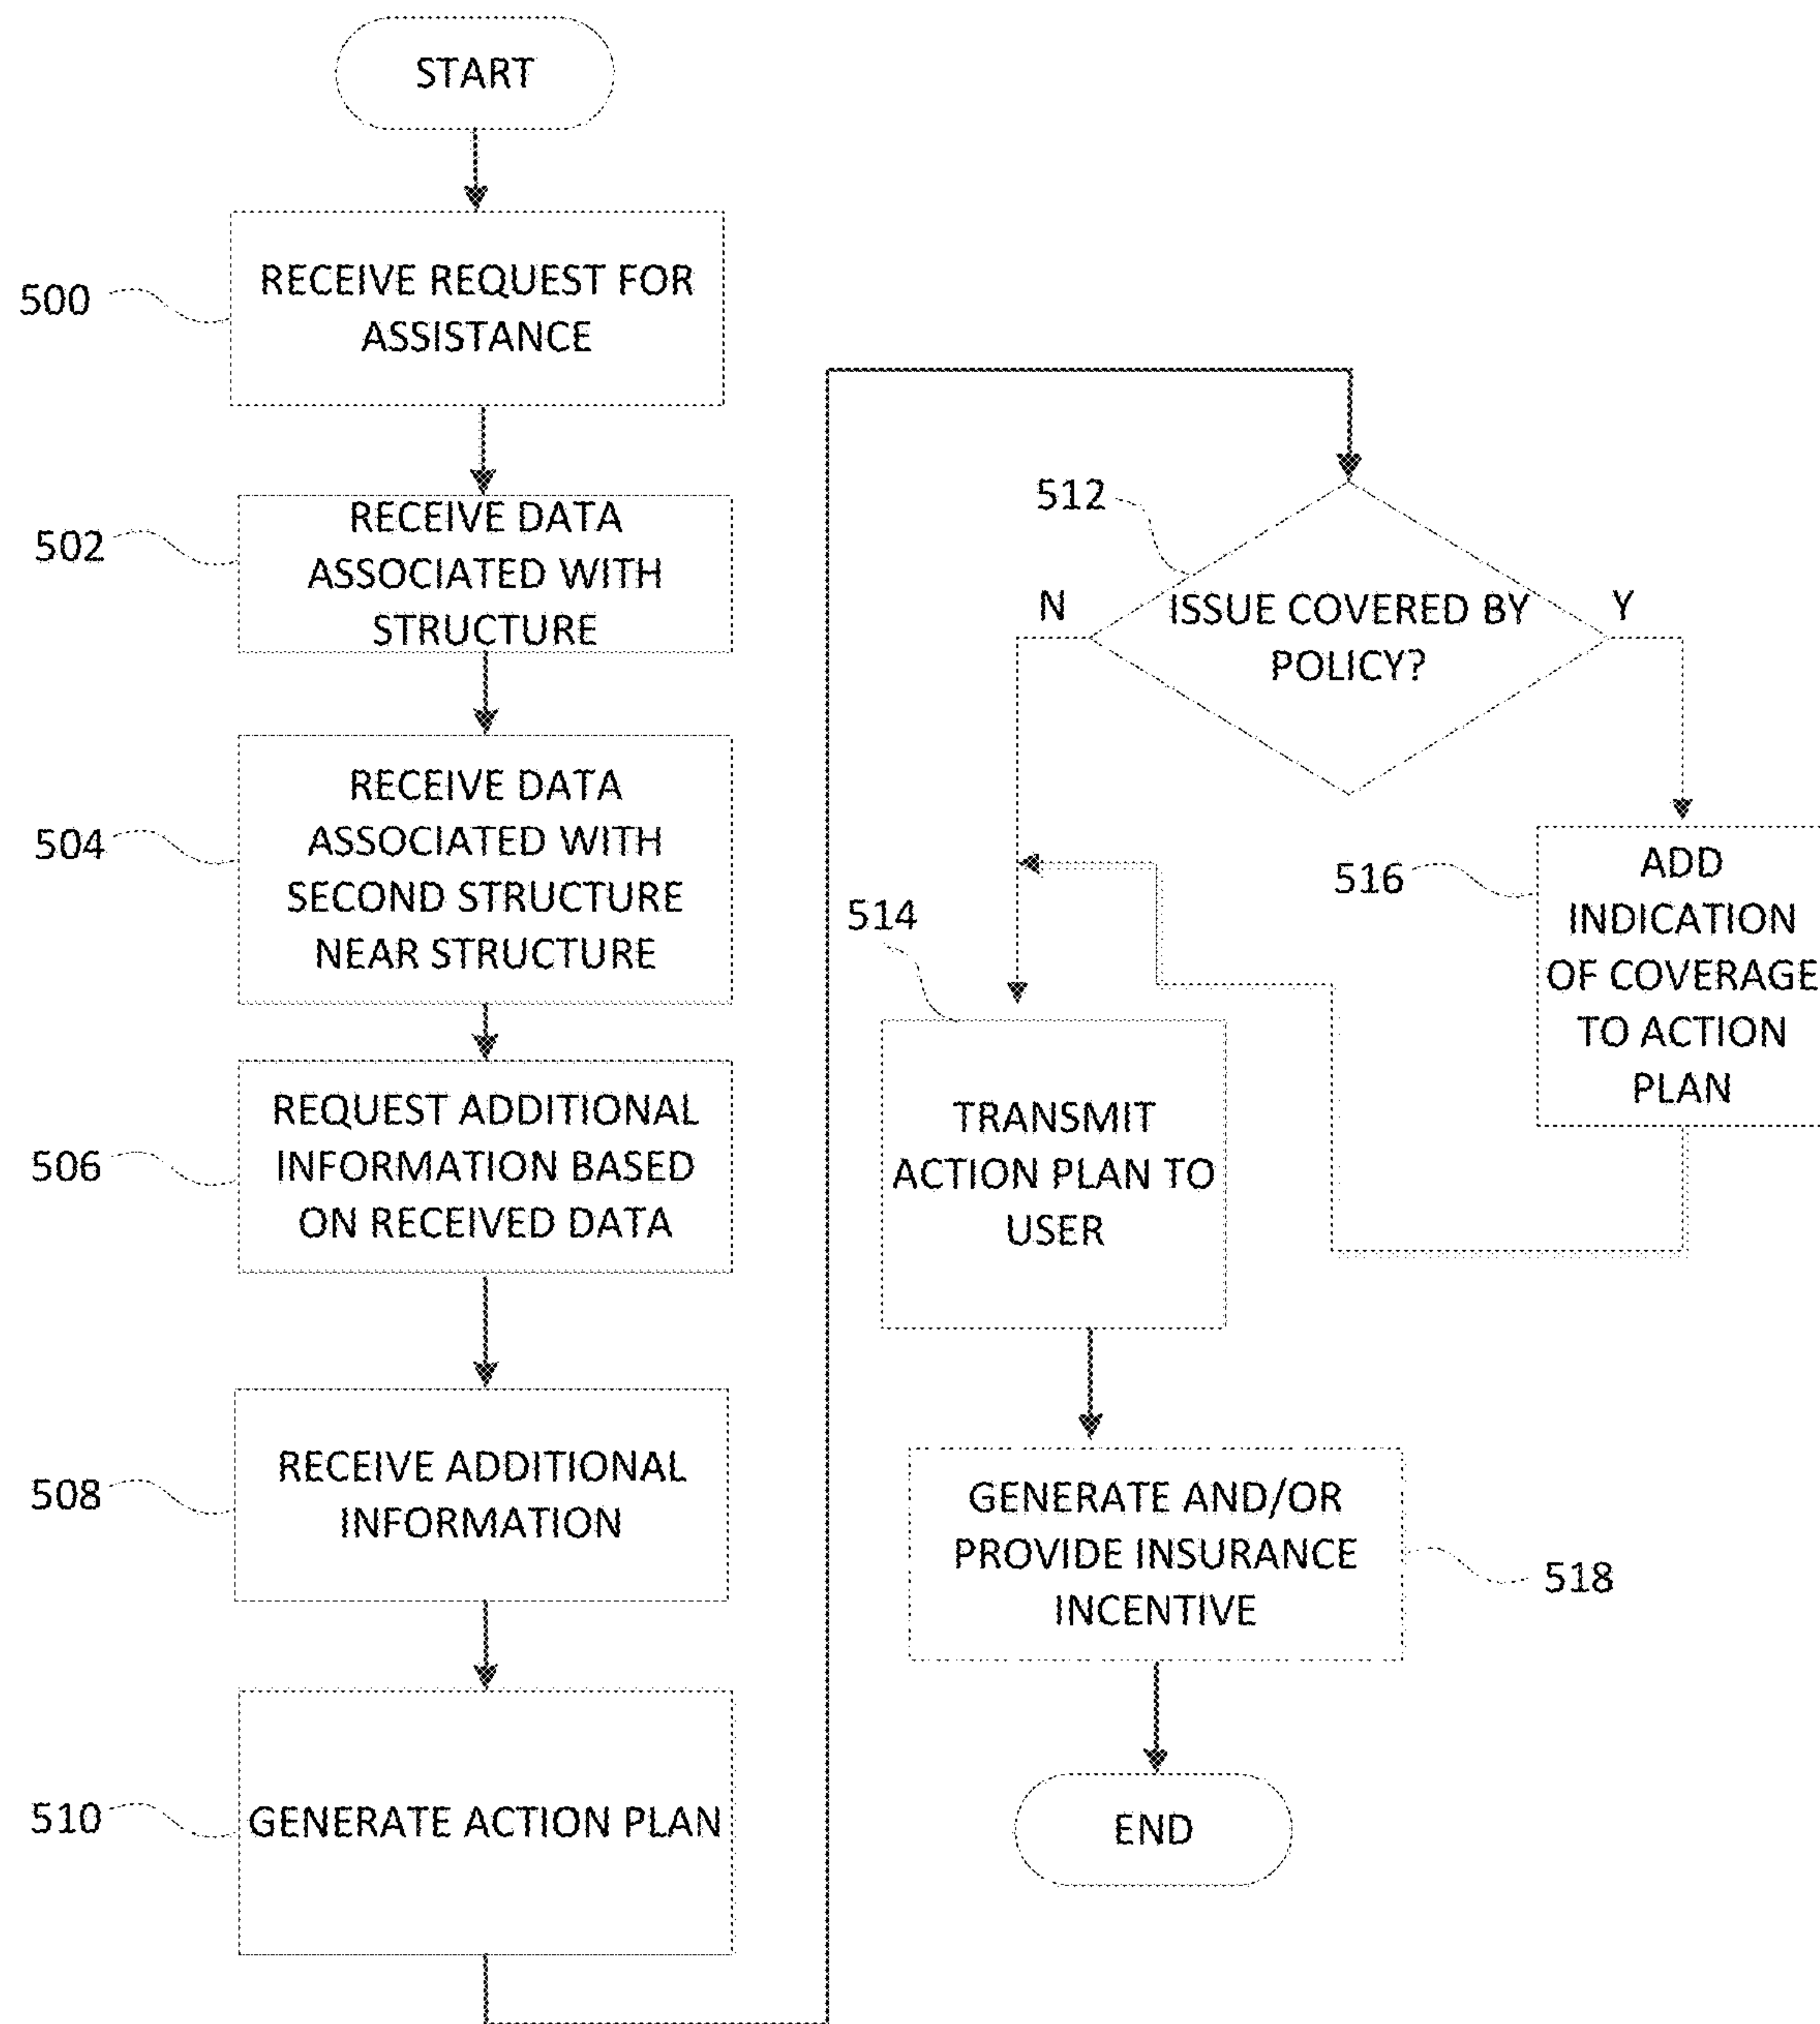 START
500
RECEIVE REQUEST FOR
ASSISTANCE
502
RECEIVE DATA
ASSOCIATED WITH
STRUCTURE
504
RECEIVE DATA
ASSOCIATED WITH
SECOND STRUCTURE
NEAR STRUCTURE
506
REQUEST ADDITIONAL
INFORMATION BASED
ON RECEIVED DATA
508
RECEIVE ADDITIONAL
INFORMATION
510
GENERATE ACTION PLAN
512
N
ISSUE COVERED BY
POLICY?
Y
516
ADD
INDICATION
OF COVERAGE
TO ACTION
PLAN
514
TRANSMIT
ACTION PLAN TO
USER
GENERATE AND/OR
PROVIDE INSURANCE
INCENTIVE
518
END